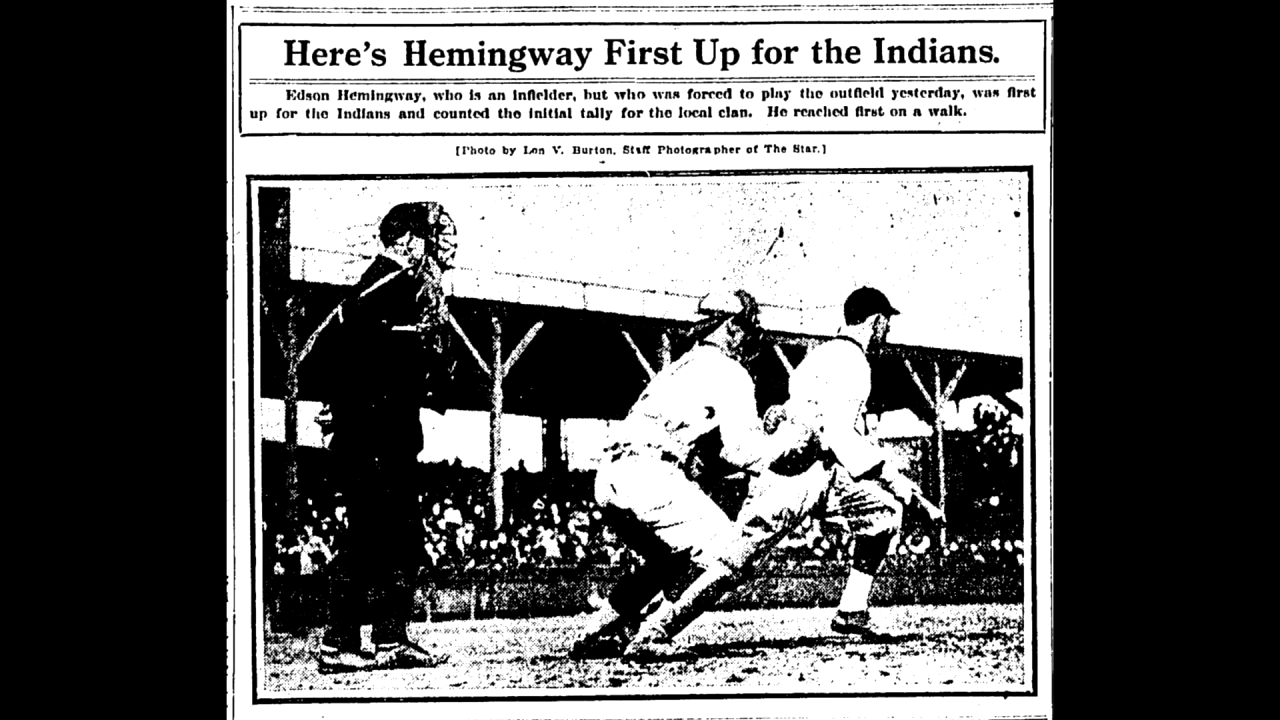 Here's Hemingway First Up for the Indians.
Edson Hemingway, who is an infielder, but who was forced to play the outfield yesterday, was first
up for the Indians and counted the initial tally for the local clan. He reached first on a walk.
[Photo by Lon V. Burton, Staff Photographer of The Star.]